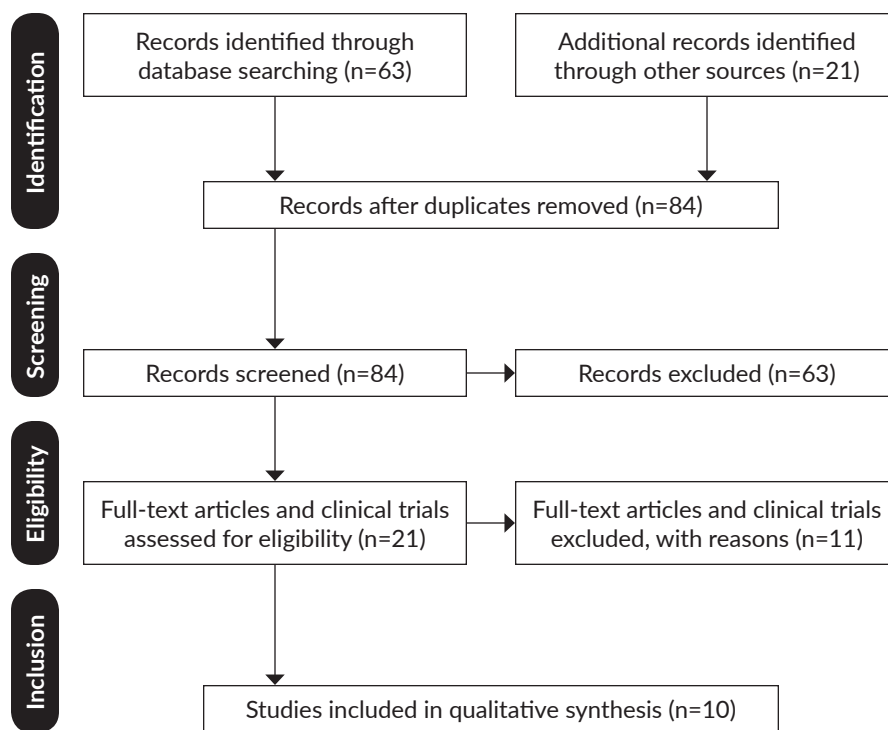 Identification
Records identified through
database searching (n=63)
Additional records identified
through other sources (n=21)
Records after duplicates removed (n=84)
Screening
Records screened (n=84)
Records excluded (n=63)
Eligibility
Full-text articles and clinical trials
assessed for eligibility (n=21)
Full-text articles and clinical trials
excluded, with reasons (n=11)
Inclusion
Studies included in qualitative synthesis (n=10)